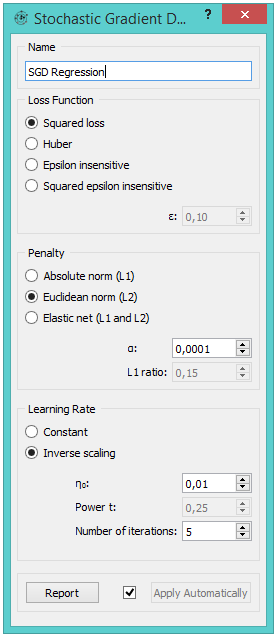 Stochastic Gradient D...
?
Name
SGD Regression
Loss Function
Squared loss
Huber
Epsilon insensitive
Squared epsilon insensitive
ε: 0,10
Penalty
Absolute norm (L1)
Euclidean norm (L2)
Elastic net (L1 and L2)
α: 0,0001
L1 ratio: 0,15
Learning Rate
Constant
Inverse scaling
η₀: 0,01
Power t: 0,25
Number of iterations: 5
Report
Apply Automatically